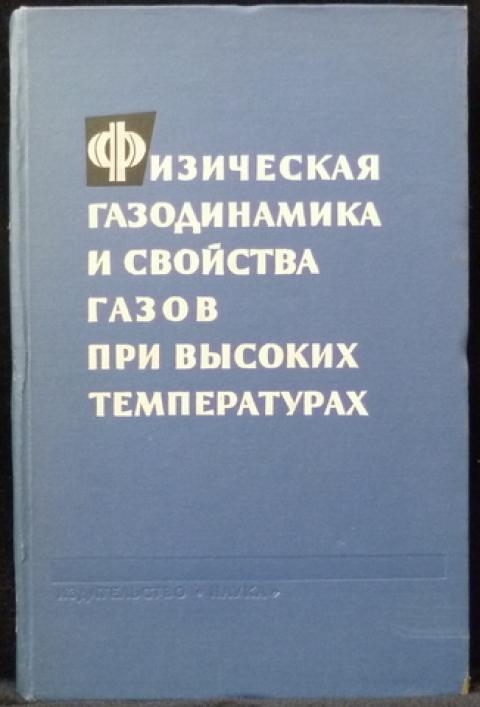 ФИЗИЧЕСКАЯ
ГАЗОДИНАМИКА
И СВОЙСТВА
ГАЗОВ
ПРИ ВЫСОКИХ
ТЕМПЕРАТУРАХ
ИЗДАТЕЛЬСТВО «НАУКА»